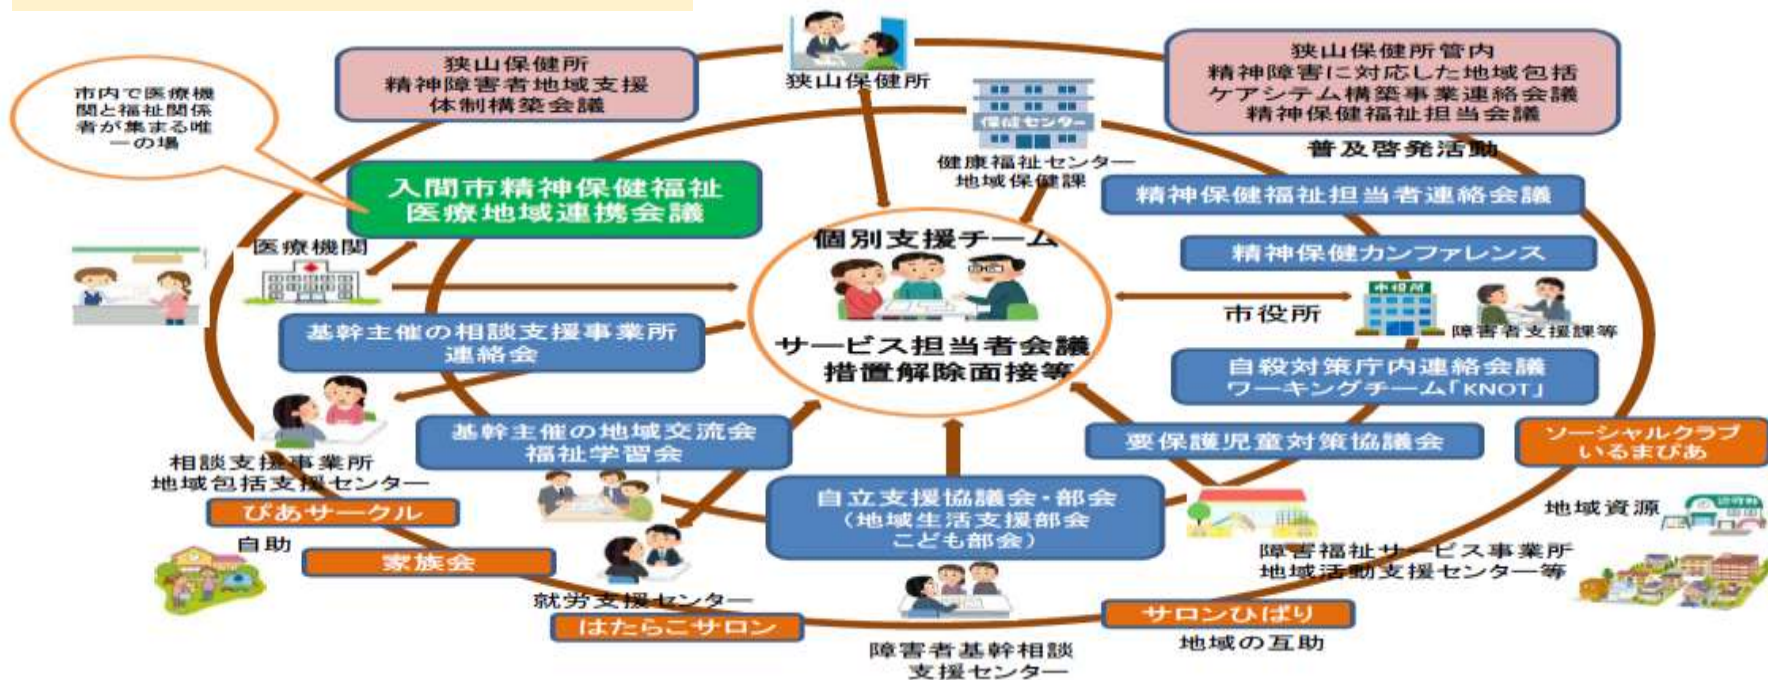 狭山保健所
精神障害者地域支援
体制構築会議
狭山保健所
狭山保健所管内
精神障害に対応した地域包括
ケアシテム構築事業連絡会議
精神保健福祉担当会議
普及啓発活動
市内で医療機
関と福祉関係
者が集まる唯
一の場
保健センター
健康福祉センター
地域保健課
入間市精神保健福祉
医療地域連携会議
精神保健福祉担当者連絡会議
医療機関
個別支援チーム
精神保健カンファレンス
市役所
市役所
障害者支援課等
基幹主催の相談支援事業所
連絡会
サービス担当者会議
措置解除面接等
自殺対策庁内連絡会議
ワーキングチーム「KNOT」
基幹主催の地域交流会
福祉学習会
要保護児童対策協議会
ソーシャルクラブ
いるまぴあ
相談支援事業所
地域包括支援センター
自立支援協議会・部会
（地域生活支援部会
こども部会）
地域資源
ぴあサークル
自助
家族会
障害福祉サービス事業所
地域活動支援センター等
就労支援センター
はたらこサロン
サロンひばり
地域の互助
障害者基幹相談
支援センター